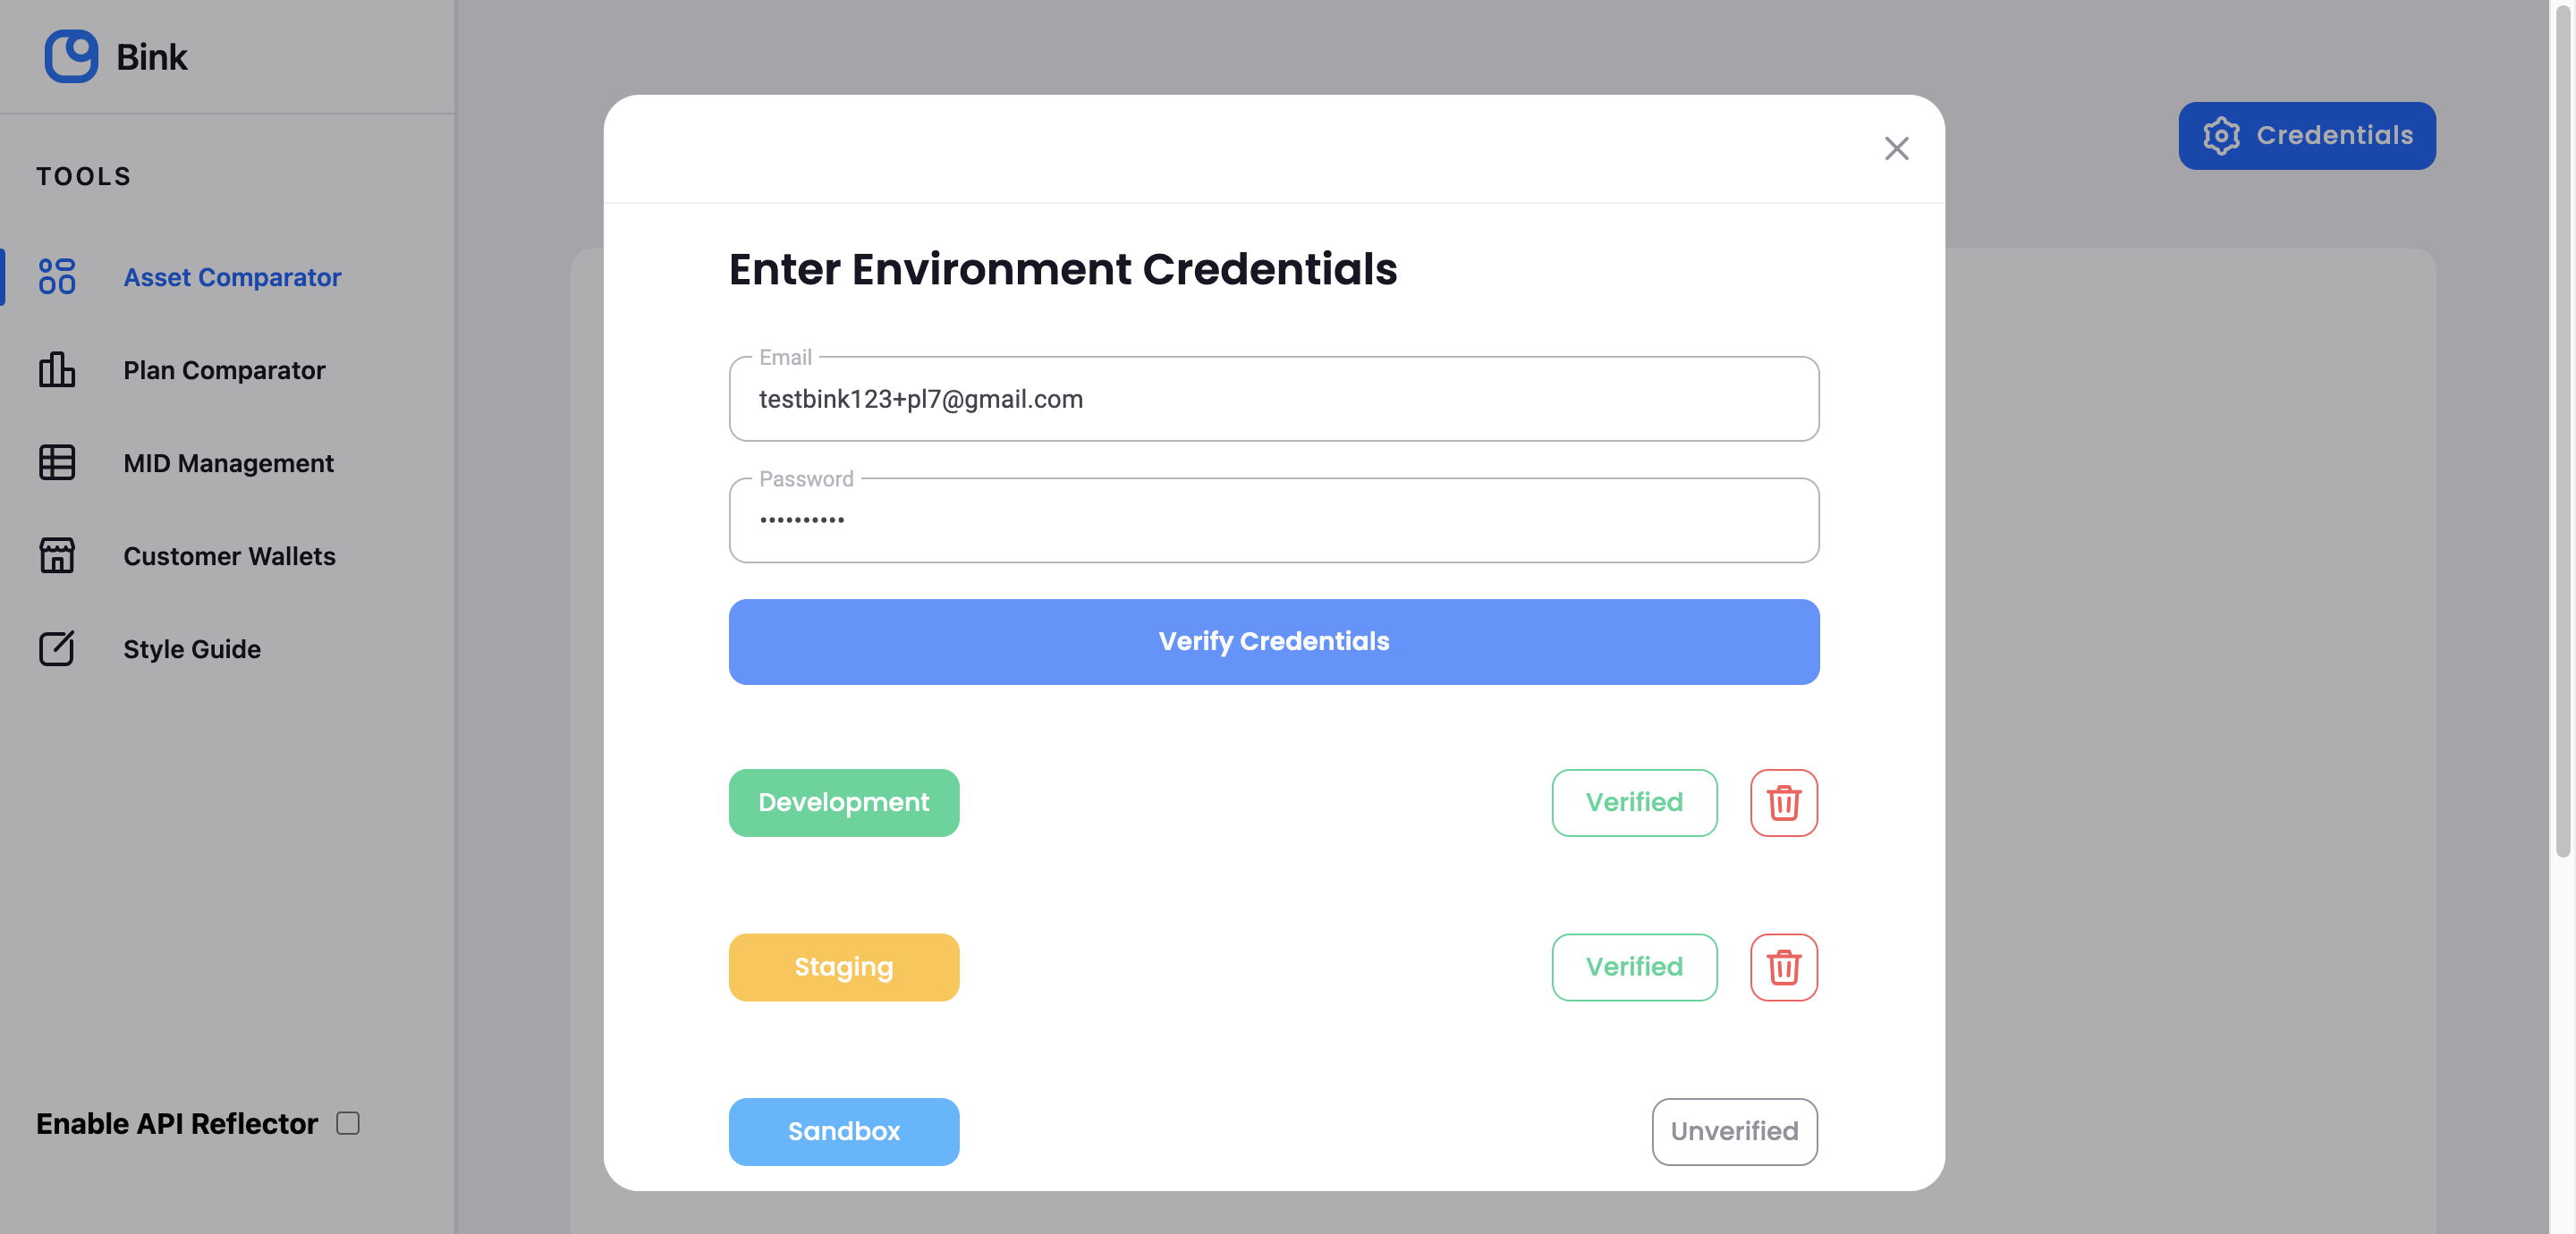 Bink
TOOLS
Asset Comparator
Plan Comparator
MID Management
Customer Wallets
Style Guide
Enable API Reflector
Credentials
Enter Environment Credentials
Email
testbink123+pl7@gmail.com
Password
••••••••••
Verify Credentials
Development
Verified
Staging
Verified
Sandbox
Unverified